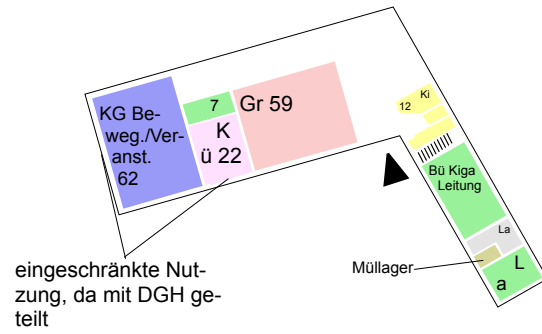 KG Be-
weg./Ver-
anst.
62
7
K
ü 22
Gr 59
Ki
12
Bü Kiga
Leitung
La
Müllager
L
a
eingeschränkte Nut-
zung, da mit DGH ge-
teilt